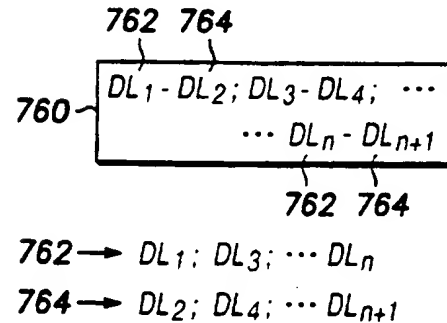 762 764
760 DL₁ - DL₂; DL₃ - DL₄; ...
... DLₙ - DLₙ₊₁
762 764
762 → DL₁; DL₃; ... DLₙ
764 → DL₂; DL₄; ... DLₙ₊₁